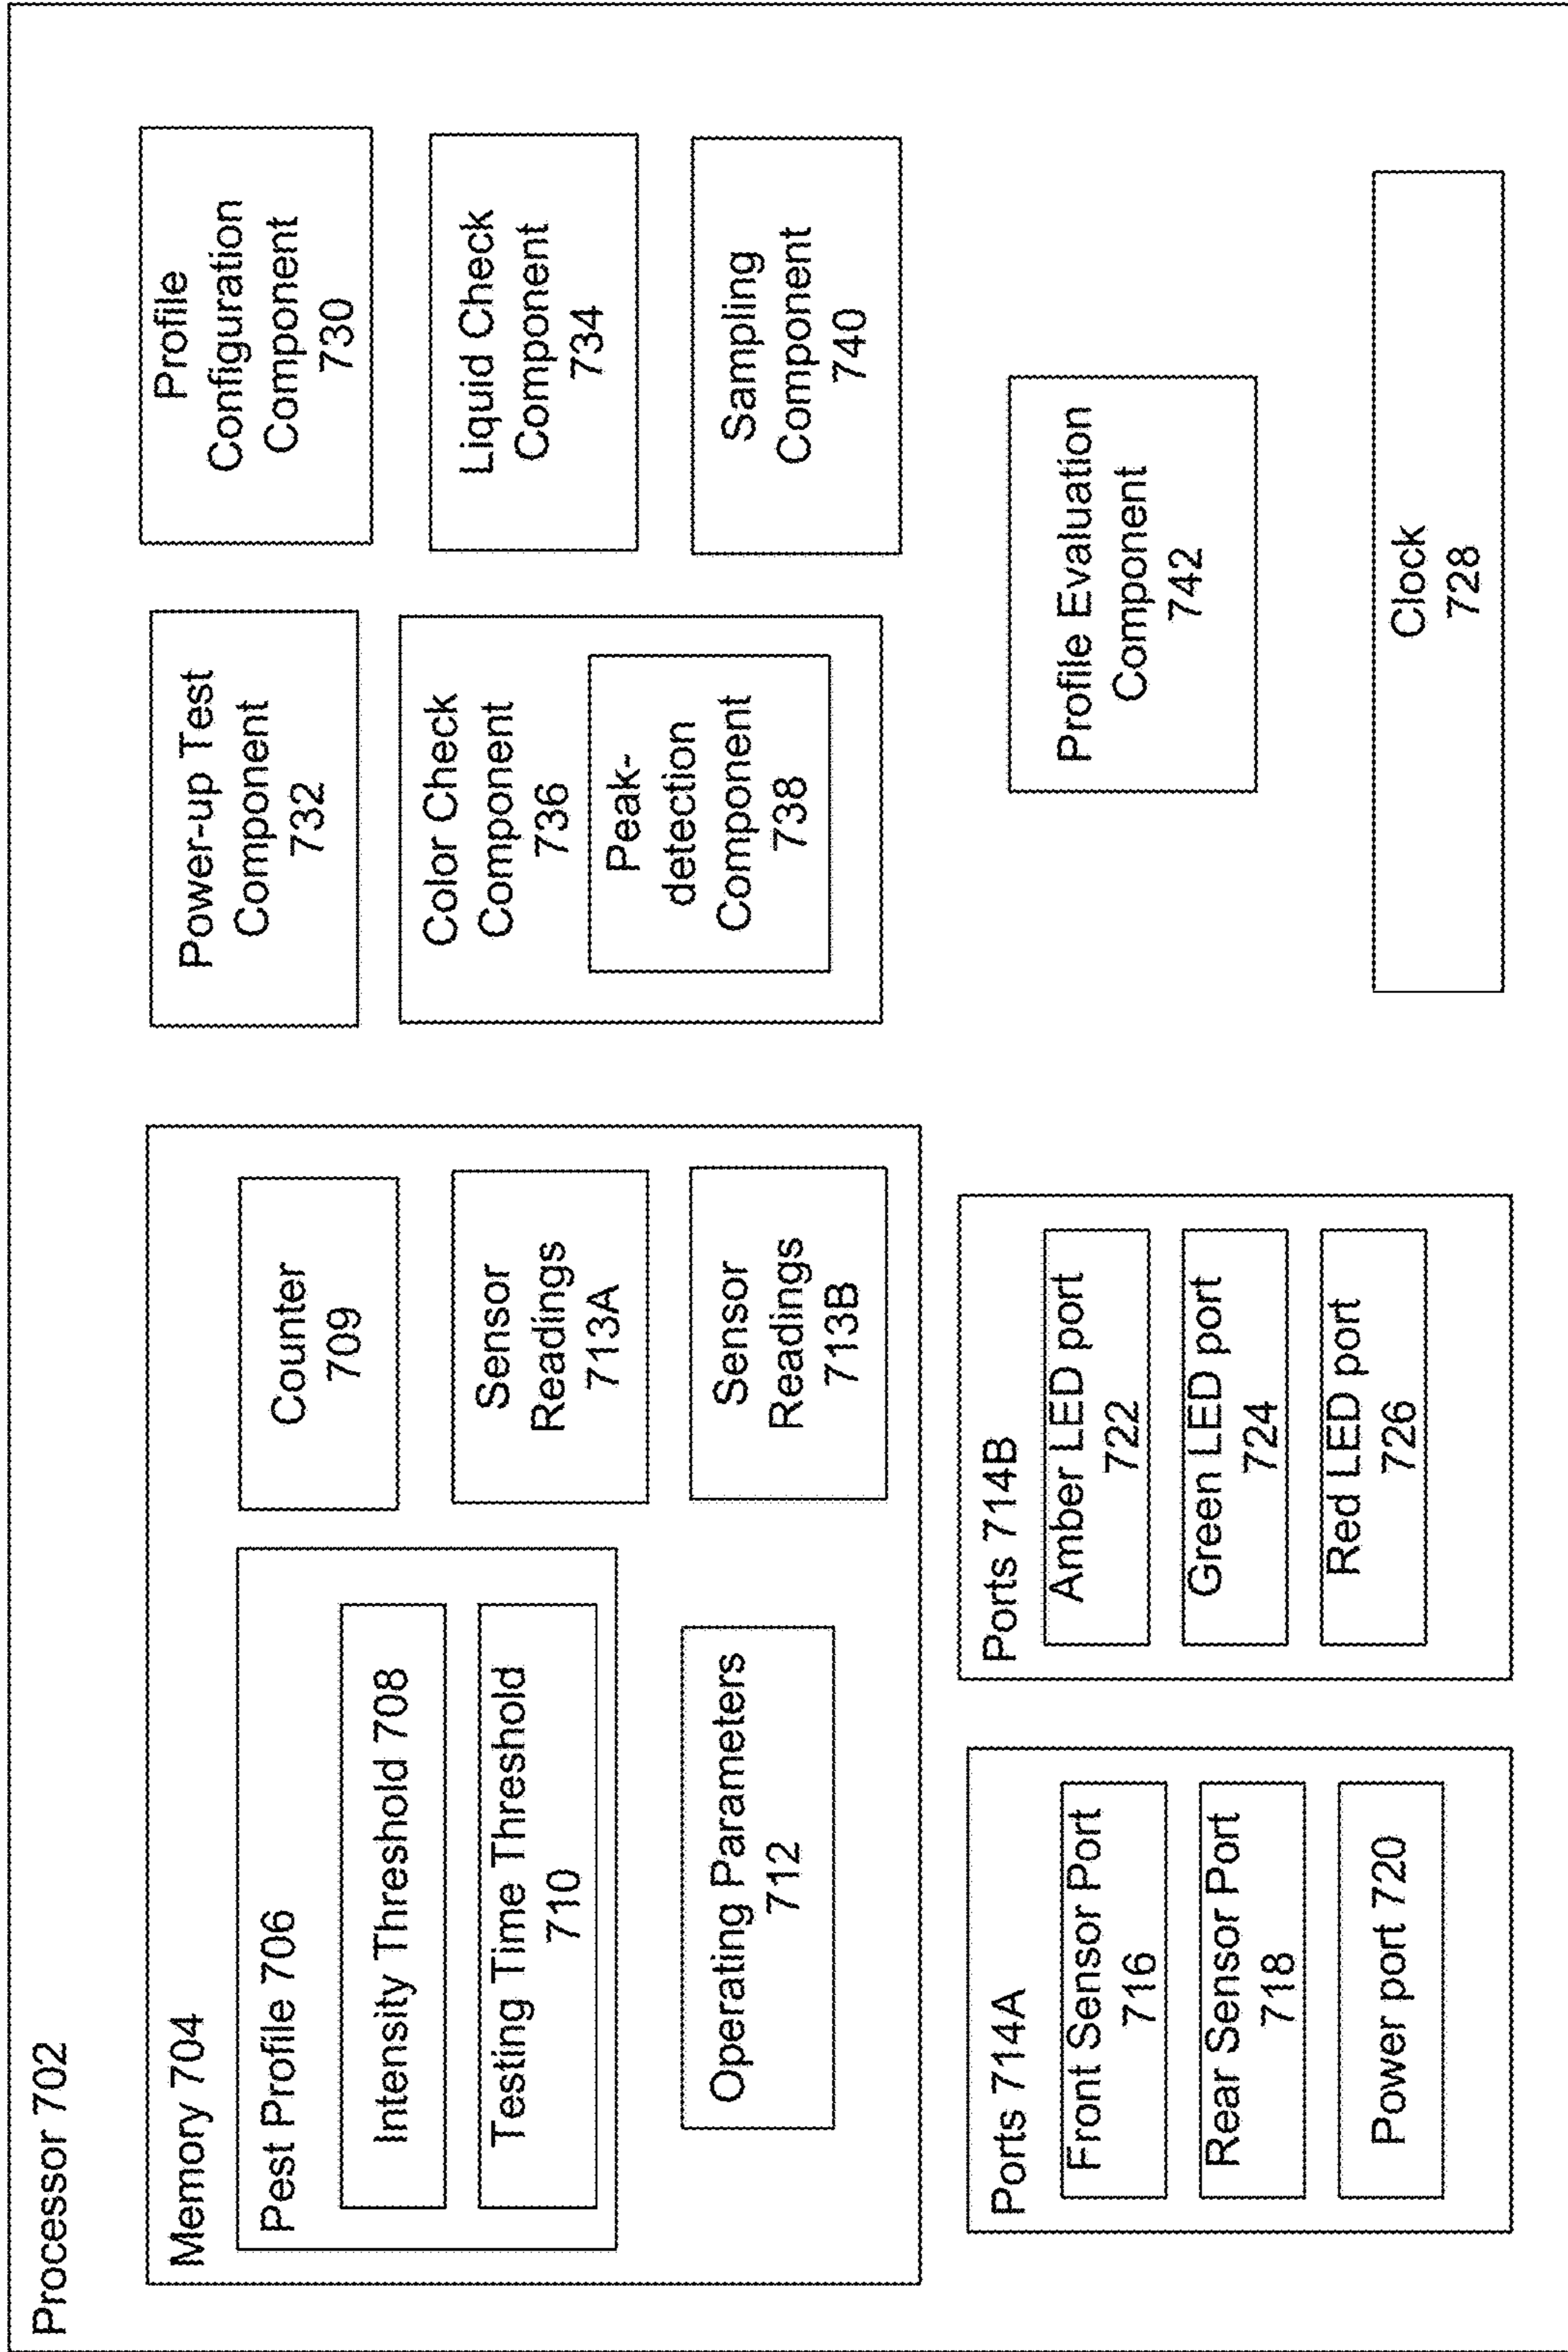 Processor 702
Memory 704
Pest Profile 706
Intensity Threshold 708
Testing Time Threshold
710
Operating Parameters
712
Counter
709
Sensor
Readings
713A
Sensor
Readings
713B
Ports 714A
Front Sensor Port
716
Rear Sensor Port
718
Power port 720
Ports 714B
Amber LED port
722
Green LED port
724
Red LED port
726
Power-up Test
Component
732
Profile
Configuration
Component
730
Color Check
Component
736
Peak-
detection
Component
738
Liquid Check
Component
734
Sampling
Component
740
Profile Evaluation
Component
742
Clock
728